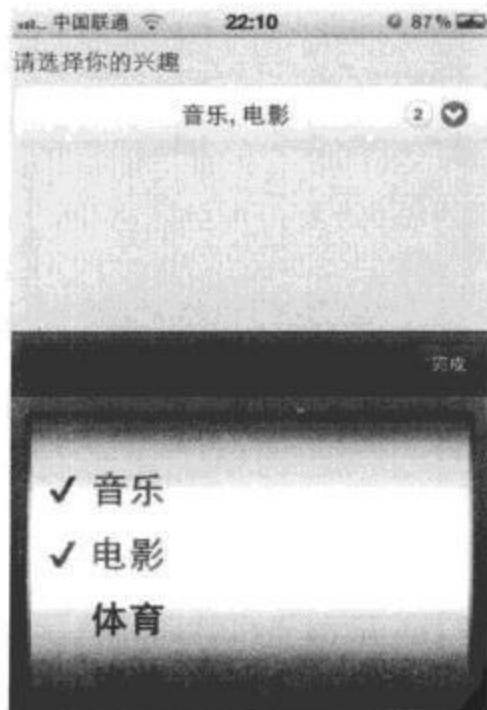 中国联通 22:10 87%
请选择你的兴趣
音乐, 电影 2
完成
✓ 音乐
✓ 电影
体育